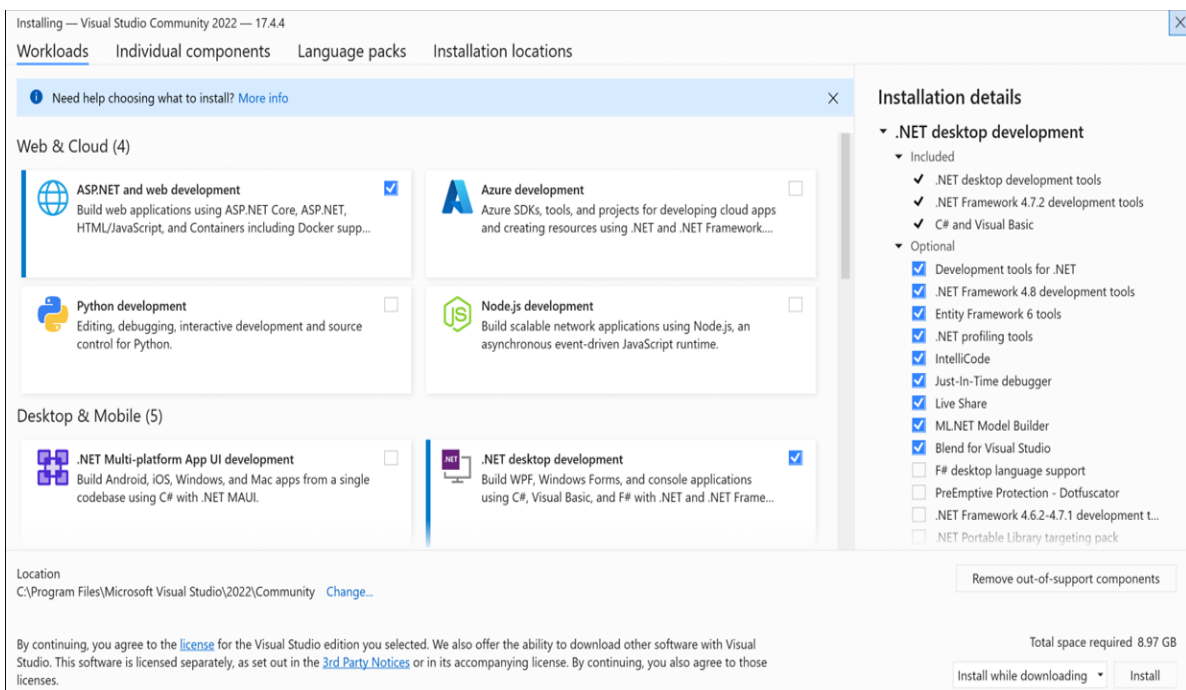 Installing — Visual Studio Community 2022 — 17.4.4
Workloads
Individual components
Language packs
Installation locations
Need help choosing what to install? More info
Web & Cloud (4)
ASP.NET and web development
Build web applications using ASP.NET Core, ASP.NET,
HTML/JavaScript, and Containers including Docker supp...
Azure development
Azure SDKs, tools, and projects for developing cloud apps
and creating resources using .NET and .NET Framework....
Python development
Editing, debugging, interactive development and source
control for Python.
JS
Node.js development
Build scalable network applications using Node.js, an
asynchronous event-driven JavaScript runtime.
Desktop & Mobile (5)
.NET Multi-platform App UI development
Build Android, iOS, Windows, and Mac apps from a single
codebase using C# with .NET MAUI.
.NET
.NET desktop development
Build WPF, Windows Forms, and console applications
using C#, Visual Basic, and F# with .NET and .NET Frame...
Installation details
.NET desktop development
Included
.NET desktop development tools
.NET Framework 4.7.2 development tools
C# and Visual Basic
Optional
Development tools for .NET
.NET Framework 4.8 development tools
Entity Framework 6 tools
.NET profiling tools
IntelliCode
Just-In-Time debugger
Live Share
ML.NET Model Builder
Blend for Visual Studio
F# desktop language support
PreEmptive Protection - Dotfuscator
.NET Framework 4.6.2-4.7.1 development t...
.NET Portable Library targeting pack
Location
C:\Program Files\Microsoft Visual Studio\2022\Community Change...
Remove out-of-support components
By continuing, you agree to the license for the Visual Studio edition you selected. We also offer the ability to download other software with Visual
Studio. This software is licensed separately, as set out in the 3rd Party Notices or in its accompanying license. By continuing, you also agree to those
licenses.
Total space required 8.97 GB
Install while downloading
Install